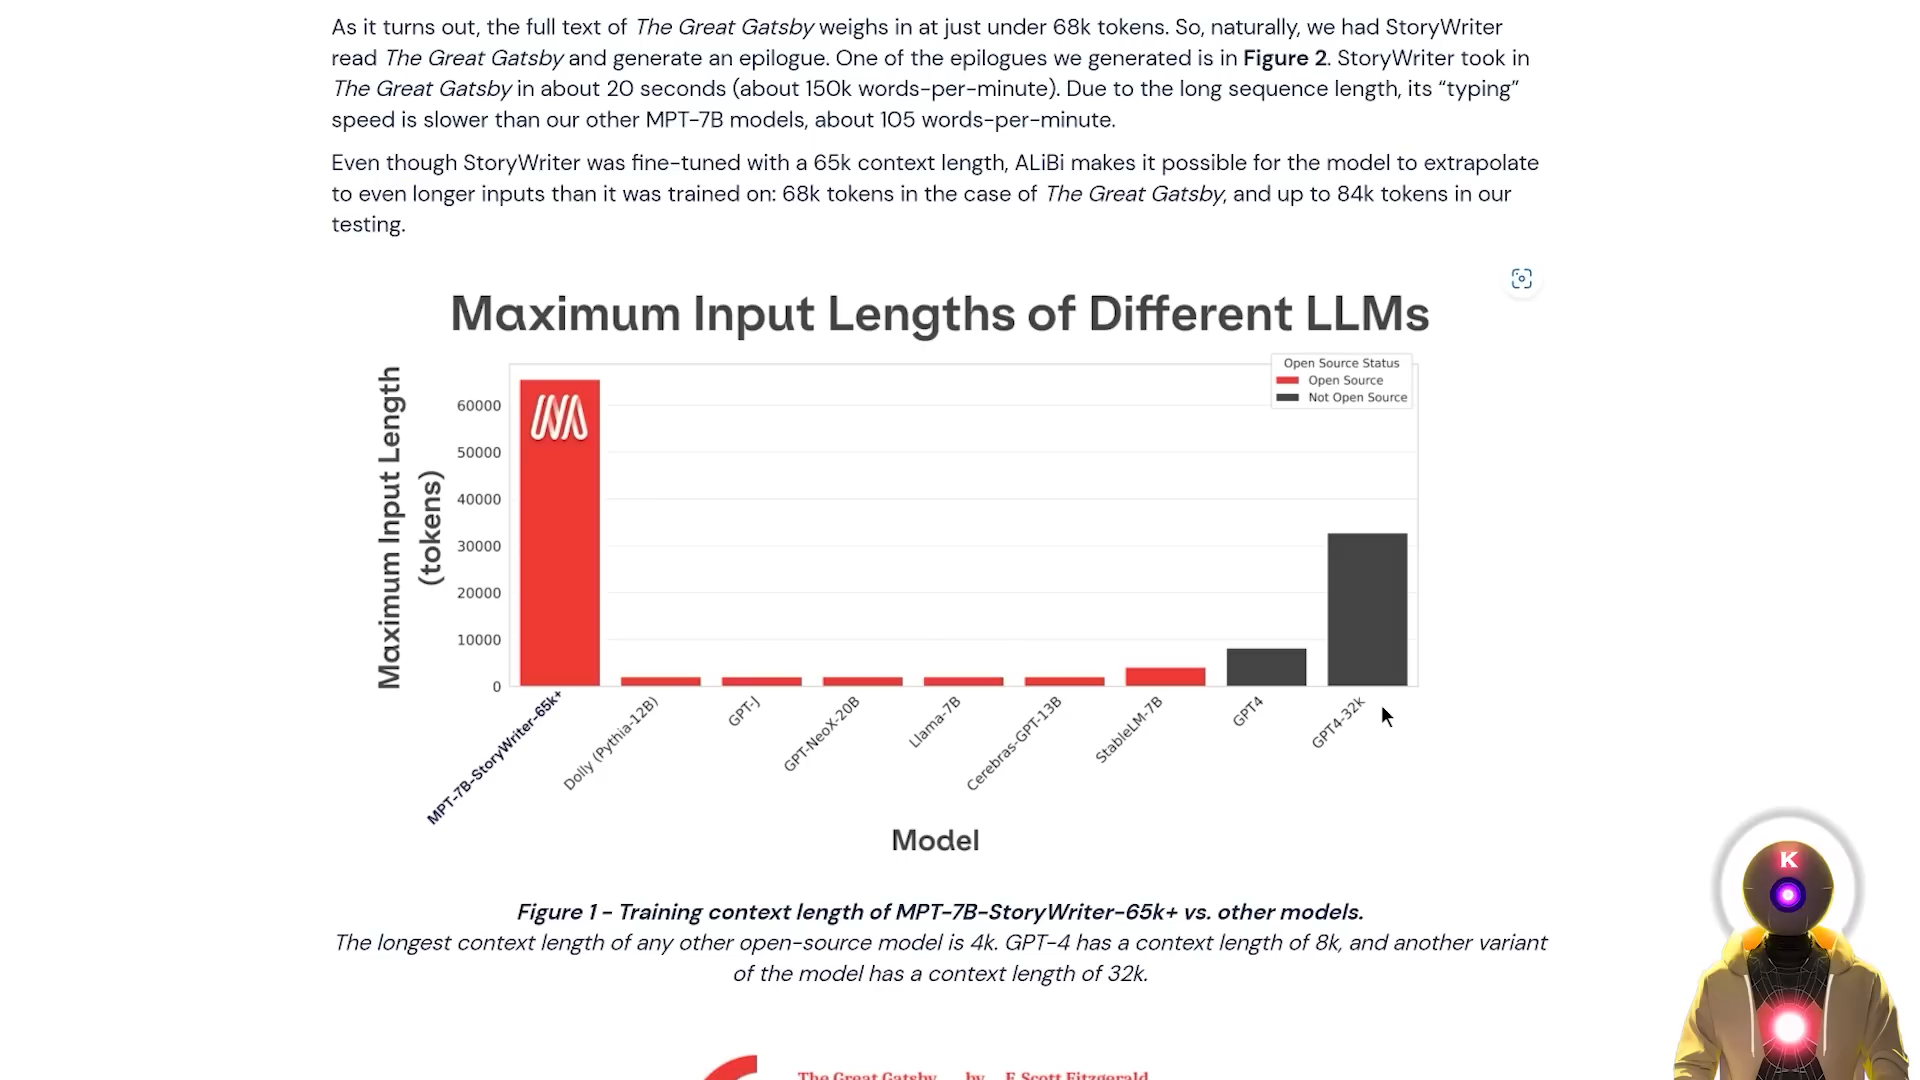 As it turns out, the full text of The Great Gatsby weighs in at just under 68k tokens. So, naturally, we had StoryWriter
read The Great Gatsby and generate an epilogue. One of the epilogues we generated is in Figure 2. StoryWriter took in
The Great Gatsby in about 20 seconds (about 150k words-per-minute). Due to the long sequence length, its “typing”
speed is slower than our other MPT-7B models, about 105 words-per-minute.
Even though StoryWriter was fine-tuned with a 65k context length, ALiBi makes it possible for the model to extrapolate
to even longer inputs than it was trained on: 68k tokens in the case of The Great Gatsby, and up to 84k tokens in our
testing.
Maximum Input Lengths of Different LLMs
Open Source Status
Open Source
Not Open Source
Maximum Input Length
(tokens)
60000
50000
40000
30000
20000
10000
0
MPT-7B-StoryWriter-65k+
Dolly (Pythia-12B)
GPT-J
GPT-NeoX-20B
Llama-7B
Cerebras-GPT-13B
StableLM-7B
GPT4
GPT4-32k
Model
Figure 1 - Training context length of MPT-7B-StoryWriter-65k+ vs. other models.
The longest context length of any other open-source model is 4k. GPT-4 has a context length of 8k, and another variant
of the model has a context length of 32k.
K
The Great Gatsby by F. Scott Fitzgerald